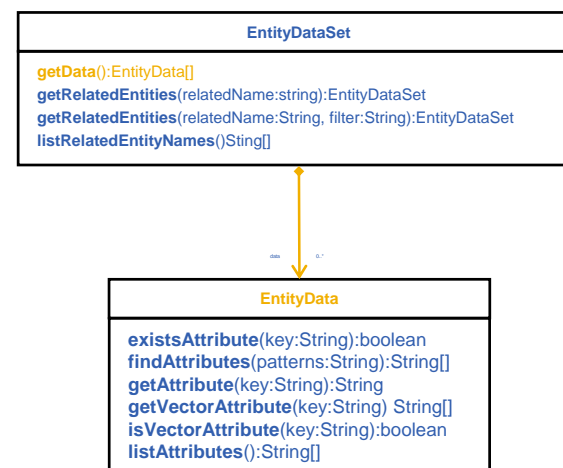 EntityDataSet
getData():EntityData[]
getRelatedEntities(relatedName:string):EntityDataSet
getRelatedEntities(relatedName:String, filter:String):EntityDataSet
listRelatedEntityNames()Sting[]
data 0..*
EntityData
existsAttribute(key:String):boolean
findAttributes(patterns:String):String[]
getAttribute(key:String):String
getVectorAttribute(key:String) String[]
isVectorAttribute(key:String):boolean
listAttributes():String[]